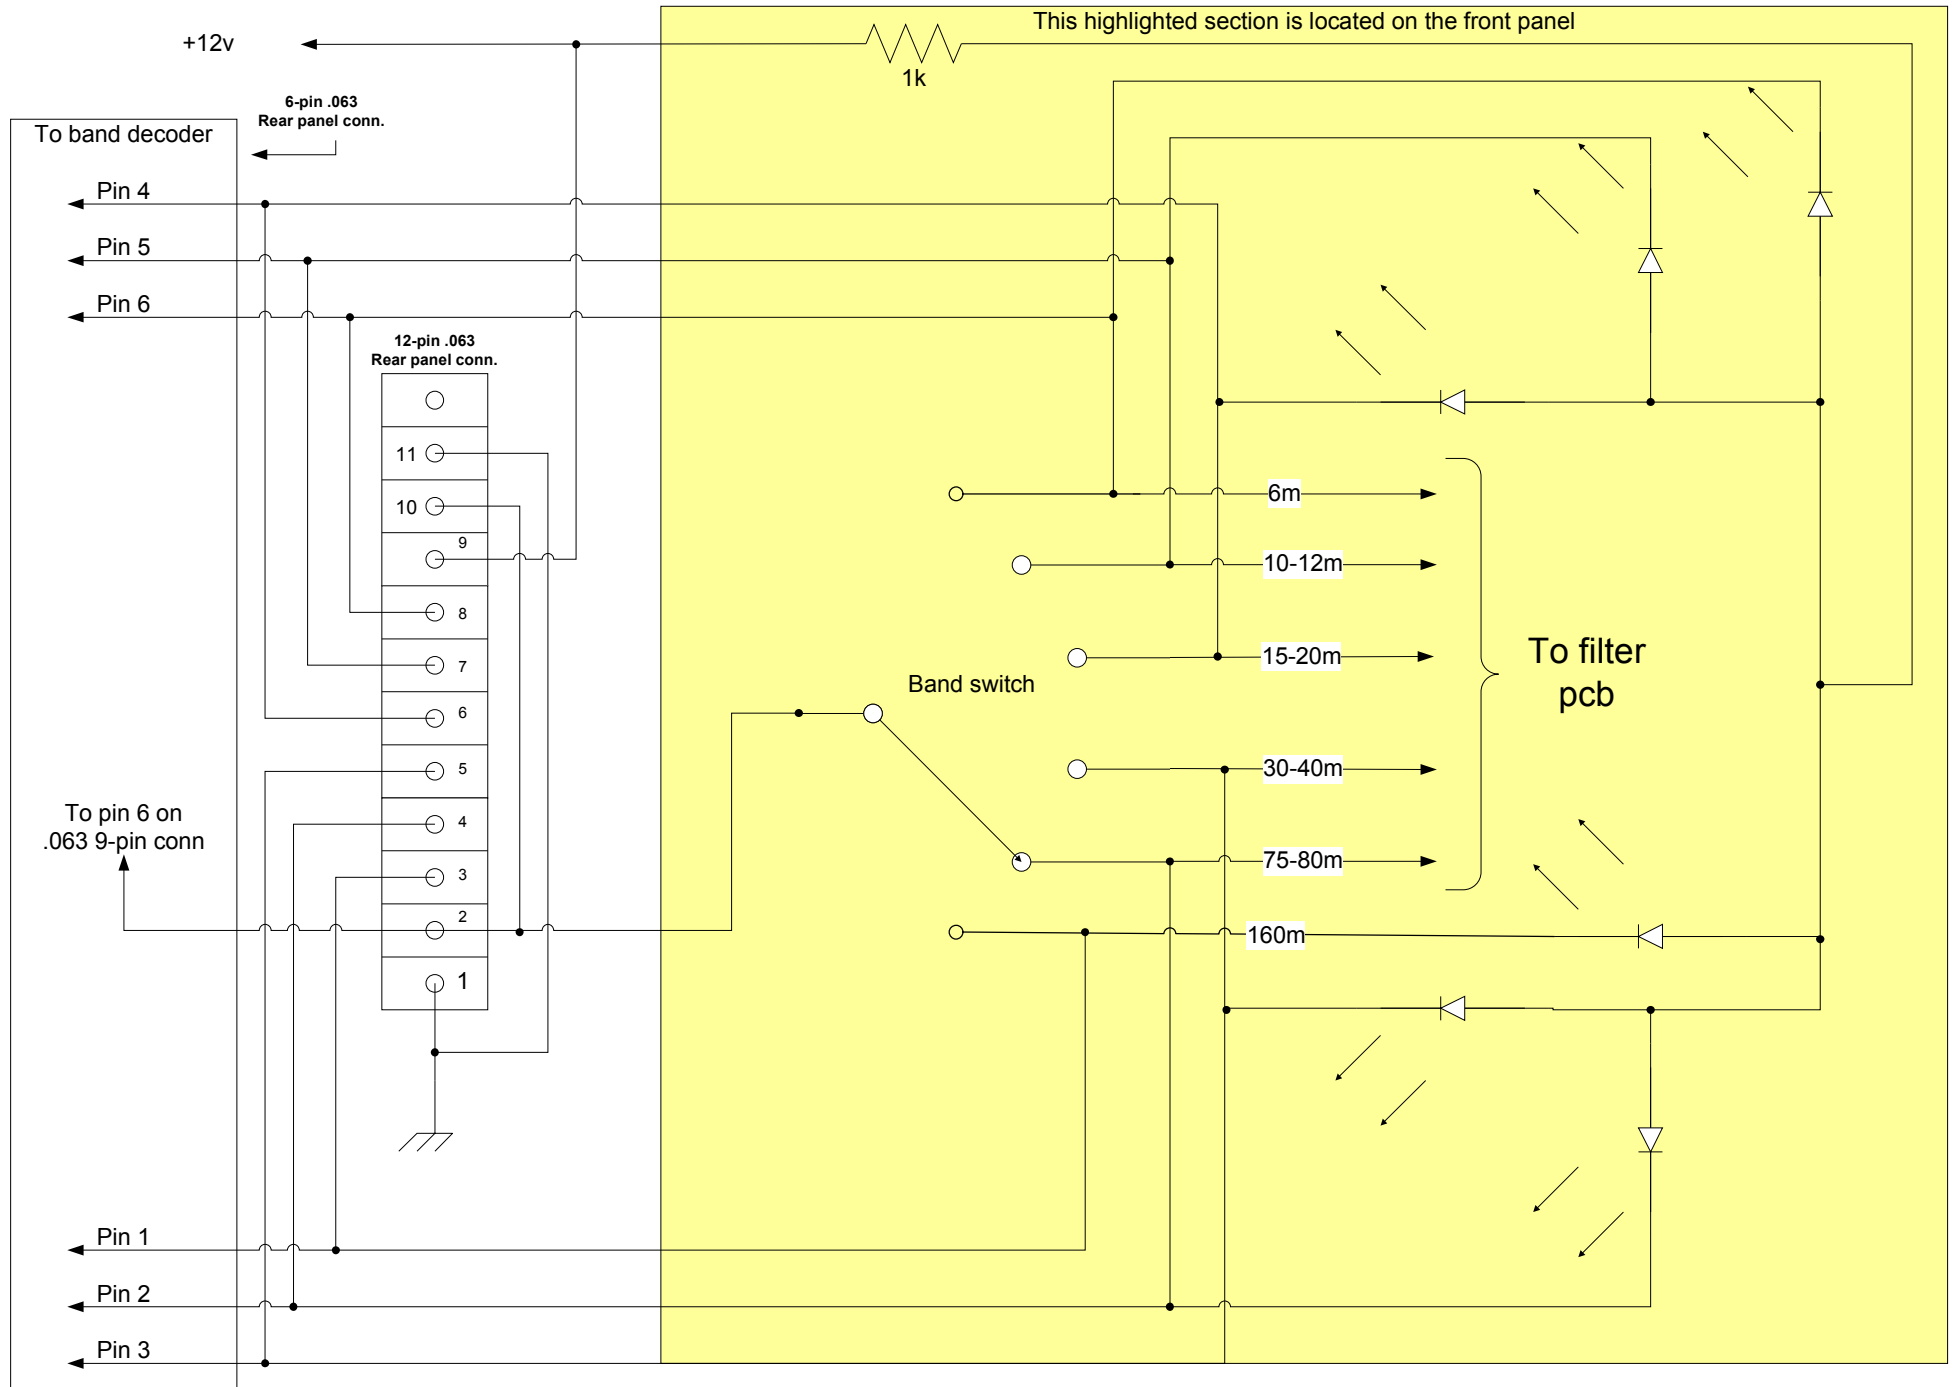 This highlighted section is located on the front panel
+12v
1k
6-pin .063
Rear panel conn.
To band decoder
Pin 4
Pin 5
Pin 6
12-pin .063
Rear panel conn.
11
10
9
8
7
6
5
4
3
2
1
6m
10-12m
15-20m
30-40m
75-80m
160m
Band switch
To filter
pcb
To pin 6 on
.063 9-pin conn
Pin 1
Pin 2
Pin 3